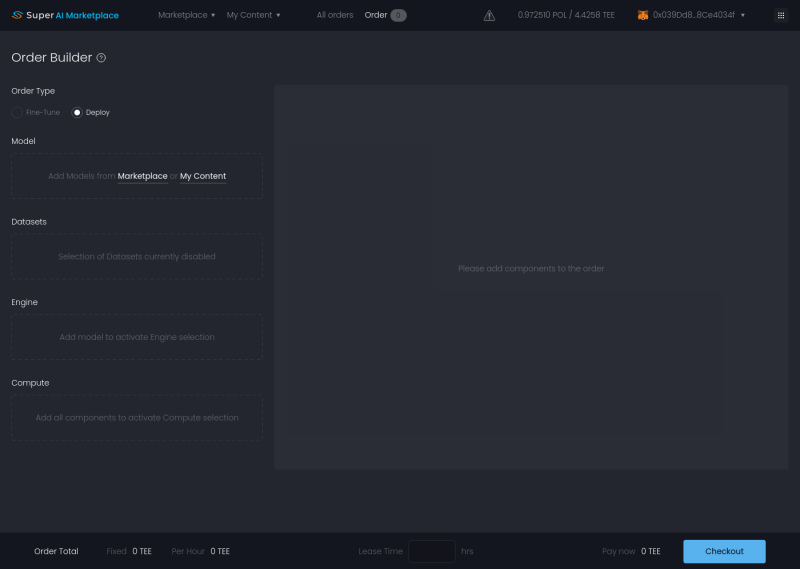 Super AI Marketplace Marketplace My Content All orders Order 0 0.972510 POL / 4.4258 TEE 0x039Dd8...8Ce4034f
Order Builder
Order Type
Fine-Tune Deploy
Model
Add Models from Marketplace or My Content
Datasets
Selection of Datasets currently disabled
Engine
Add model to activate Engine selection
Compute
Add all components to activate Compute selection
Please add components to the order
Order Total Fixed 0 TEE Per Hour 0 TEE Lease Time hrs Pay now 0 TEE Checkout